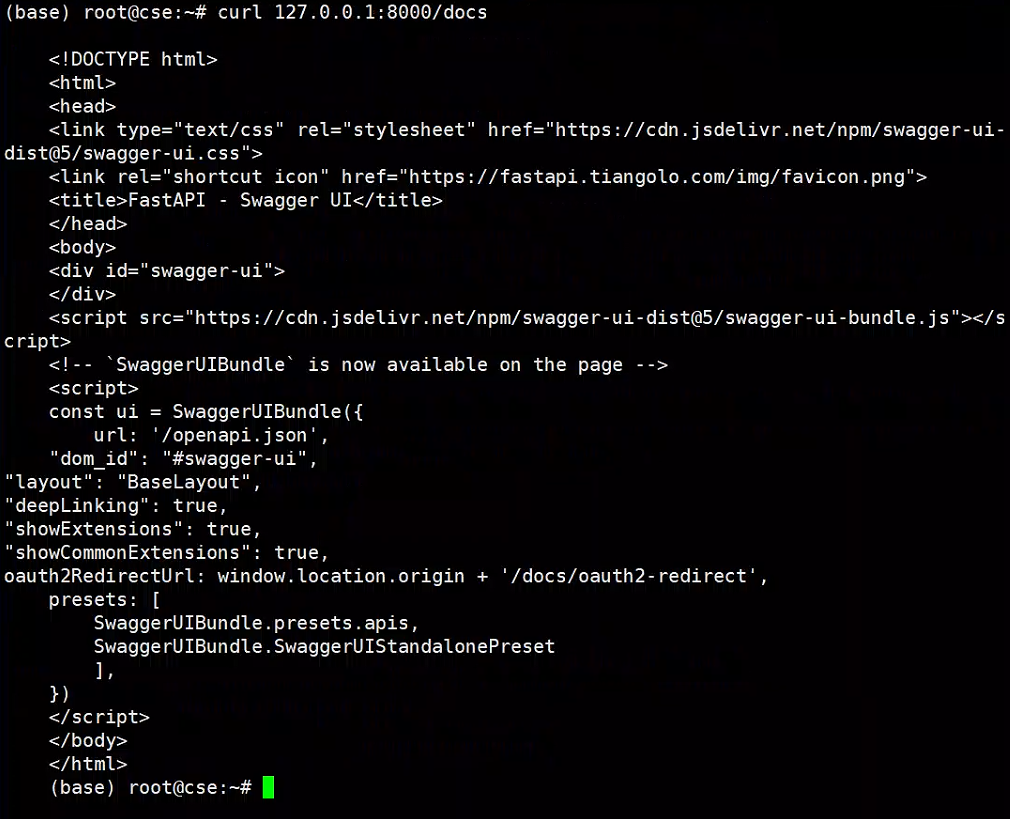 (base) root@cse:~# curl 127.0.0.1:8000/docs
<!DOCTYPE html>
<html>
<head>
<link type="text/css" rel="stylesheet" href="https://cdn.jsdelivr.net/npm/swagger-ui-
dist@5/swagger-ui.css">
<link rel="shortcut icon" href="https://fastapi.tiangolo.com/img/favicon.png">
<title>FastAPI - Swagger UI</title>
</head>
<body>
<div id="swagger-ui">
</div>
<script src="https://cdn.jsdelivr.net/npm/swagger-ui-dist@5/swagger-ui-bundle.js"></s
cript>
<!-- `SwaggerUIBundle` is now available on the page -->
<script>
const ui = SwaggerUIBundle({
url: '/openapi.json',
"dom_id": "#swagger-ui",
"layout": "BaseLayout",
"deepLinking": true,
"showExtensions": true,
"showCommonExtensions": true,
oauth2RedirectUrl: window.location.origin + '/docs/oauth2-redirect',
presets: [
SwaggerUIBundle.presets.apis,
SwaggerUIBundle.SwaggerUIStandalonePreset
],
})
</script>
</body>
</html>
(base) root@cse:~#